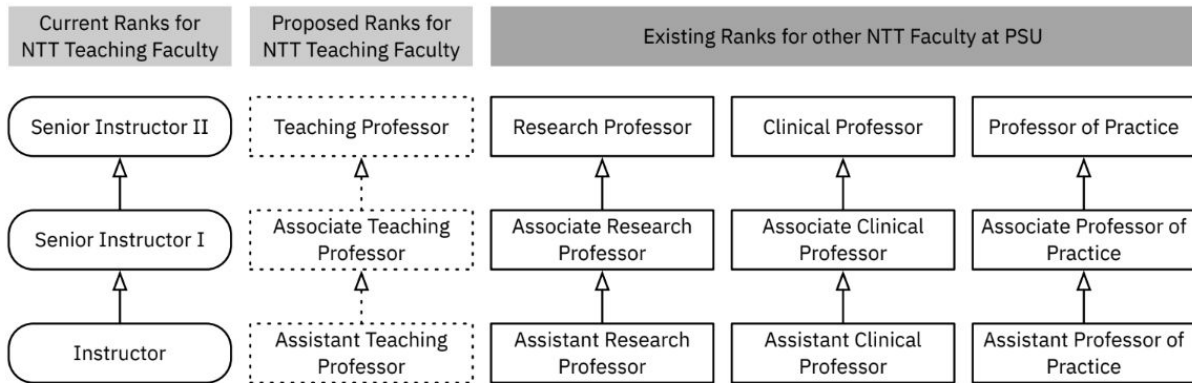 Current Ranks for
NTT Teaching Faculty
Proposed Ranks for
NTT Teaching Faculty
Existing Ranks for other NTT Faculty at PSU
Senior Instructor II
Teaching Professor
Research Professor
Clinical Professor
Professor of Practice
Senior Instructor I
Associate Teaching
Professor
Associate Research
Professor
Associate Clinical
Professor
Associate Professor of
Practice
Instructor
Assistant Teaching
Professor
Assistant Research
Professor
Assistant Clinical
Professor
Assistant Professor of
Practice